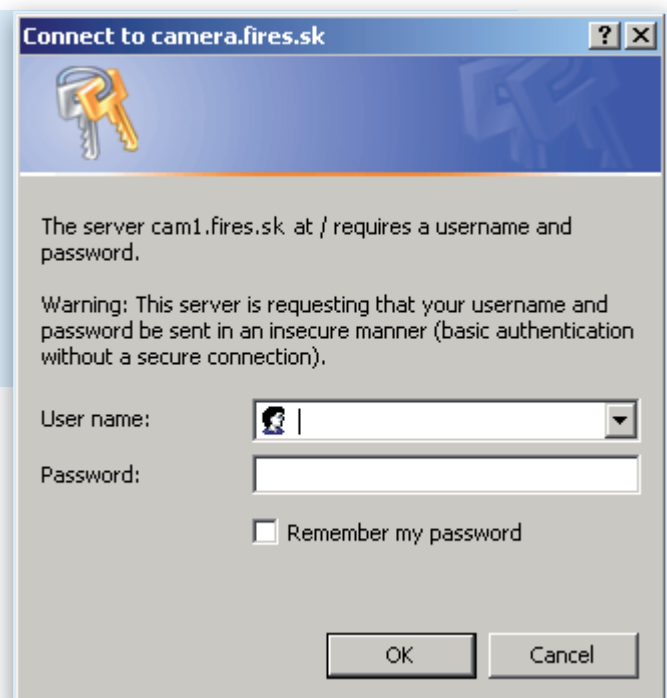 Connect to camera.fires.sk
The server cam1.fires.sk at / requires a username and
password.
Warning: This server is requesting that your username and
password be sent in an insecure manner (basic authentication
without a secure connection).
User name:
Password:
Remember my password
OK Cancel